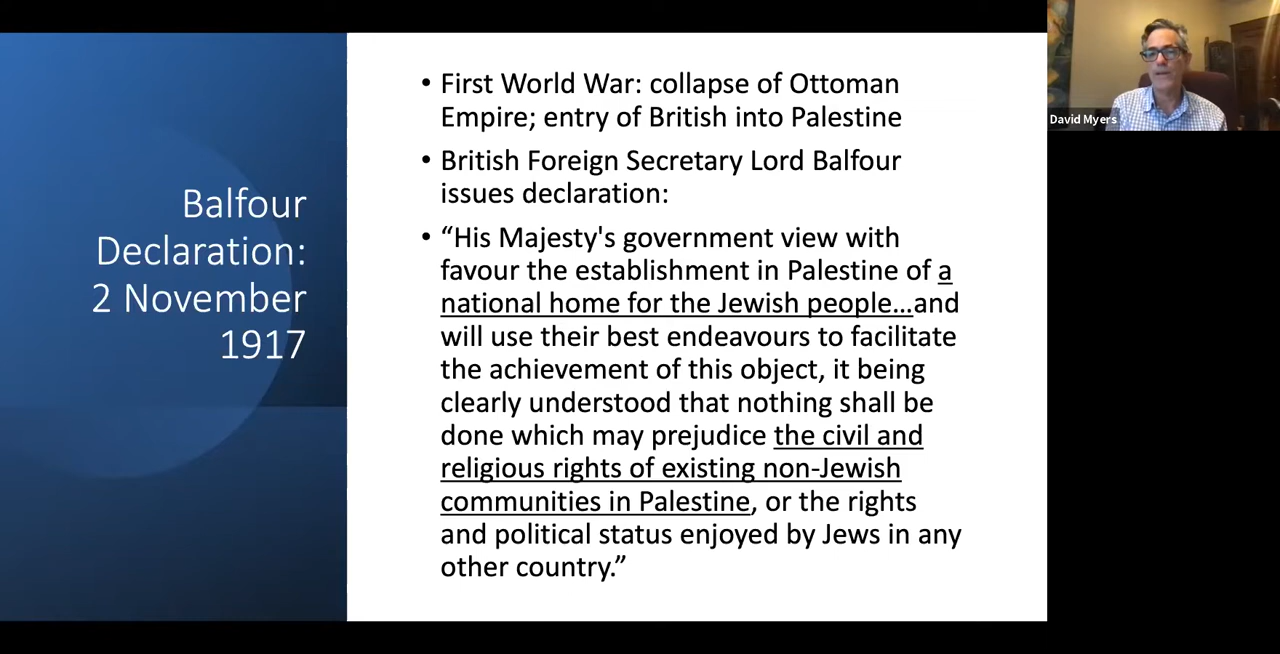 Balfour
Declaration:
2 November
1917
• First World War: collapse of Ottoman
Empire; entry of British into Palestine
• British Foreign Secretary Lord Balfour
issues declaration:
• “His Majesty's government view with
favour the establishment in Palestine of a
national home for the Jewish people…and
will use their best endeavours to facilitate
the achievement of this object, it being
clearly understood that nothing shall be
done which may prejudice the civil and
religious rights of existing non-Jewish
communities in Palestine, or the rights
and political status enjoyed by Jews in any
other country.”
David Myers